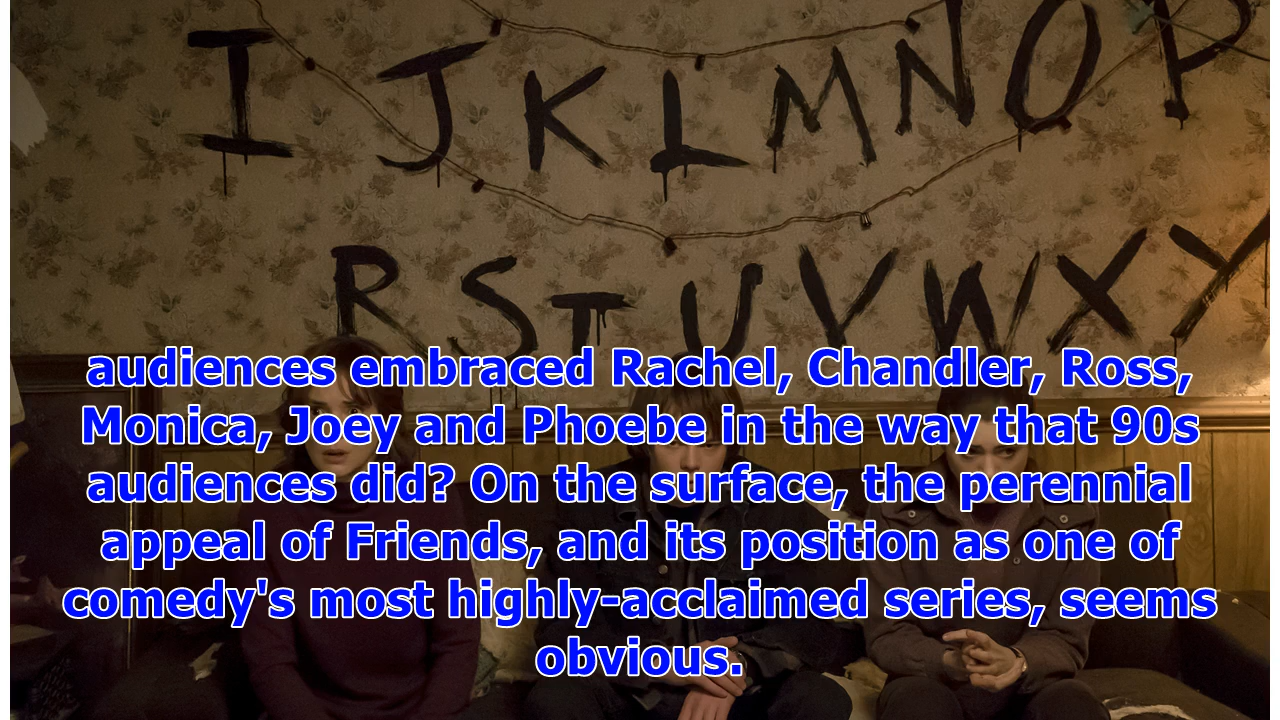 I J K L M N O P
R S T U V W X Y
audiences embraced Rachel, Chandler, Ross,
Monica, Joey and Phoebe in the way that 90s
audiences did? On the surface, the perennial
appeal of Friends, and its position as one of
comedy's most highly-acclaimed series, seems
obvious.